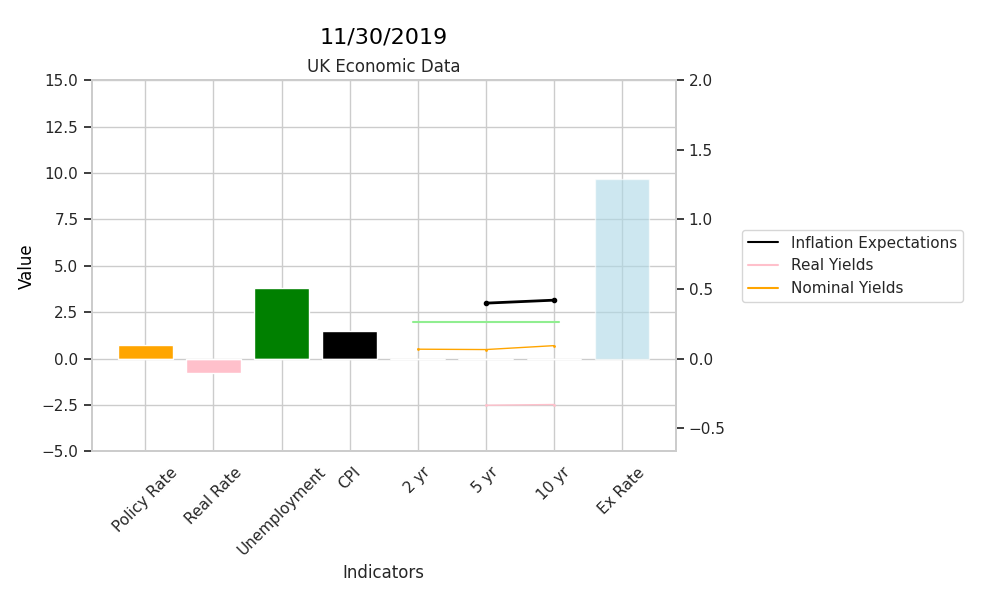 11/30/2019
UK Economic Data
15.0
12.5
10.0
7.5
5.0
2.5
0.0
−2.5
−5.0
Value
2.0
1.5
1.0
0.5
0.0
−0.5
Inflation Expectations
Real Yields
Nominal Yields
Policy Rate
Real Rate
Unemployment
CPI
2 yr
5 yr
10 yr
Ex Rate
Indicators